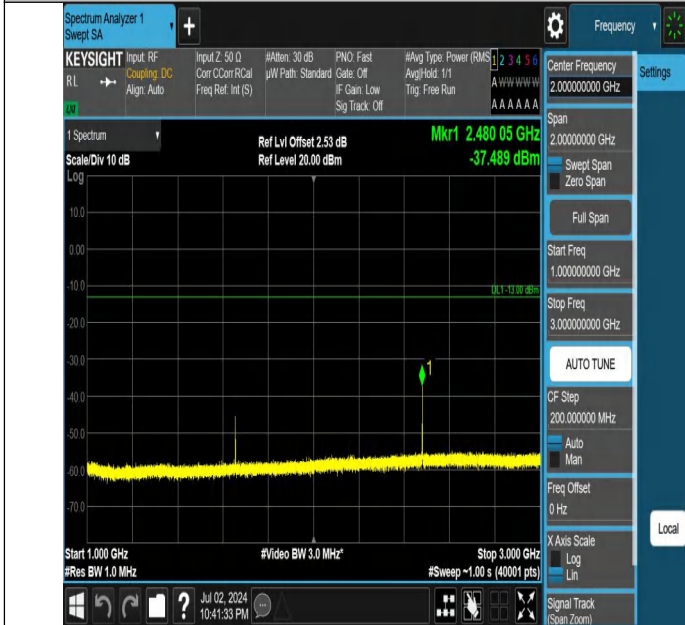 Spectrum Analyzer 1
Swept SA
+
Frequency
KEYSIGHT
RL
Input: RF
Coupling: DC
Align: Auto
Input Z: 50 Ω
Corr CCorr RCal
Freq Ref: Int (S)
#Atten: 30 dB
µW Path: Standard
PNO: Fast
Gate: Off
IF Gain: Low
Sig Track: Off
#Avg Type: Power (RMS
Avg|Hold: 1/1
Trig: Free Run
1 2 3 4 5 6
A W W W W W
A A A A A A
1 Spectrum
Scale/Div 10 dB
Log
Ref Lvl Offset 2.53 dB
Ref Level 20.00 dBm
Mkr1 2.480 05 GHz
-37.489 dBm
10.0
0.00
-10.0
DL1 -13.00 dBm
-20.0
-30.0
1
-40.0
-50.0
-60.0
-70.0
Start 1.000 GHz
#Res BW 1.0 MHz
#Video BW 3.0 MHz*
Stop 3.000 GHz
#Sweep ~1.00 s (40001 pts)
?
Jul 02, 2024
10:41:33 PM
Center Frequency
2.000000000 GHz
Settings
Span
2.00000000 GHz
Swept Span
Zero Span
Full Span
Start Freq
1.000000000 GHz
Stop Freq
3.000000000 GHz
AUTO TUNE
CF Step
200.000000 MHz
Auto
Man
Freq Offset
0 Hz
X Axis Scale
Log
Lin
Local
Signal Track
(Span Zoom)